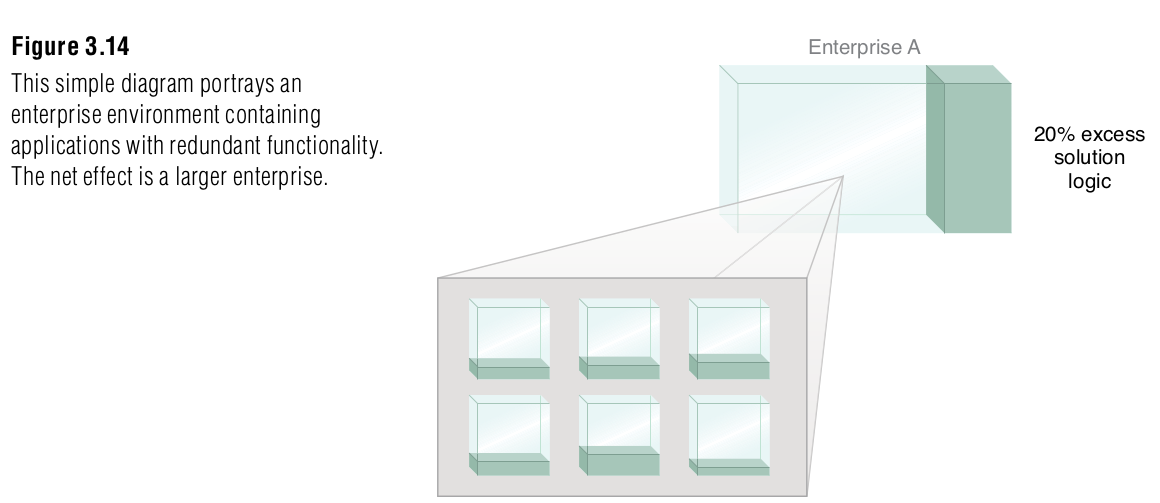 Figure 3.14
This simple diagram portrays an
enterprise environment containing
applications with redundant functionality.
The net effect is a larger enterprise.
Enterprise A
20% excess
solution
logic